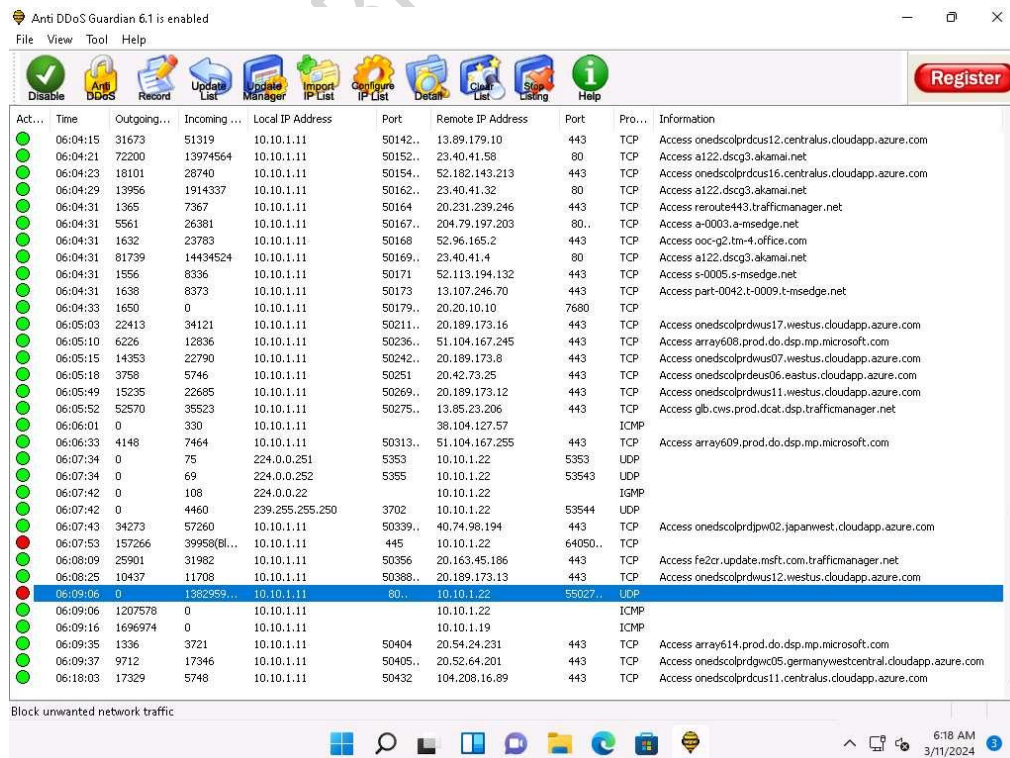 Anti DDoS Guardian 6.1 is enabled
File View Tool Help
Disable Anti DDoS Record Update List Update Manager Import IP List Configure IP List Detail Clear List Stop Listing Help Register
Act... Time Outgoing... Incoming ... Local IP Address Port Remote IP Address Port Pro... Information
06:04:15 31673 51319 10.10.1.11 50142.. 13.89.179.10 443 TCP Access onedscolprdcus12.centralus.cloudapp.azure.com
06:04:21 72200 13974564 10.10.1.11 50152.. 23.40.41.58 80 TCP Access a122.dscg3.akamai.net
06:04:23 18101 28740 10.10.1.11 50154.. 52.182.143.213 443 TCP Access onedscolprdcus16.centralus.cloudapp.azure.com
06:04:29 13956 1914337 10.10.1.11 50162.. 23.40.41.32 80 TCP Access a122.dscg3.akamai.net
06:04:31 1365 7367 10.10.1.11 50164 20.231.239.246 443 TCP Access reroute443.trafficmanager.net
06:04:31 5561 26381 10.10.1.11 50167.. 204.79.197.203 80.. TCP Access a-0003.a-msedge.net
06:04:31 1632 23783 10.10.1.11 50168 52.96.165.2 443 TCP Access ooc-g2.tm-4.office.com
06:04:31 81739 14434524 10.10.1.11 50169.. 23.40.41.4 80 TCP Access a122.dscg3.akamai.net
06:04:31 1556 8336 10.10.1.11 50171 52.113.194.132 443 TCP Access s-0005.s-msedge.net
06:04:31 1638 8373 10.10.1.11 50173 13.107.246.70 443 TCP Access part-0042.t-0009.t-msedge.net
06:04:33 1650 0 10.10.1.11 50179.. 20.20.10.10 7680 TCP
06:05:03 22413 34121 10.10.1.11 50211.. 20.189.173.16 443 TCP Access onedscolprdwus17.westus.cloudapp.azure.com
06:05:10 6226 12836 10.10.1.11 50236.. 51.104.167.245 443 TCP Access array608.prod.do.dsp.mp.microsoft.com
06:05:15 14353 22790 10.10.1.11 50242.. 20.189.173.8 443 TCP Access onedscolprdwus07.westus.cloudapp.azure.com
06:05:18 3758 5746 10.10.1.11 50251 20.42.73.25 443 TCP Access onedscolprdeus06.eastus.cloudapp.azure.com
06:05:49 15235 22685 10.10.1.11 50269.. 20.189.173.12 443 TCP Access onedscolprdwus11.westus.cloudapp.azure.com
06:05:52 52570 35523 10.10.1.11 50275.. 13.85.23.206 443 TCP Access glb.cws.prod.dcat.dsp.trafficmanager.net
06:06:01 0 330 10.10.1.11 38.104.127.57 ICMP
06:06:33 4148 7464 10.10.1.11 50313.. 51.104.167.255 443 TCP Access array609.prod.do.dsp.mp.microsoft.com
06:07:34 0 75 224.0.0.251 5353 10.10.1.22 5353 UDP
06:07:34 0 69 224.0.0.252 5355 10.10.1.22 53543 UDP
06:07:42 0 108 224.0.0.22 10.10.1.22 IGMP
06:07:42 0 4460 239.255.255.250 3702 10.10.1.22 53544 UDP
06:07:43 34273 57260 10.10.1.11 50339.. 40.74.98.194 443 TCP Access onedscolprdjpw02.japanwest.cloudapp.azure.com
06:07:53 157266 39958(Bl... 10.10.1.11 445 10.10.1.22 64050.. TCP
06:08:09 25901 31982 10.10.1.11 50356 20.163.45.186 443 TCP Access fe2cr.update.msft.com.trafficmanager.net
06:08:25 10437 11708 10.10.1.11 50388.. 20.189.173.13 443 TCP Access onedscolprdwus12.westus.cloudapp.azure.com
06:09:06 0 1382959... 10.10.1.11 80.. 10.10.1.22 55027.. UDP
06:09:06 1207578 0 10.10.1.11 10.10.1.22 ICMP
06:09:16 1696974 0 10.10.1.11 10.10.1.19 ICMP
06:09:35 1336 3721 10.10.1.11 50404 20.54.24.231 443 TCP Access array614.prod.do.dsp.mp.microsoft.com
06:09:37 9712 17346 10.10.1.11 50405.. 20.52.64.201 443 TCP Access onedscolprdgwc05.germanywestcentral.cloudapp.azure.com
06:18:03 17329 5748 10.10.1.11 50432 104.208.16.89 443 TCP Access onedscolprdcus11.centralus.cloudapp.azure.com
Block unwanted network traffic
6:18 AM
3/11/2024
3